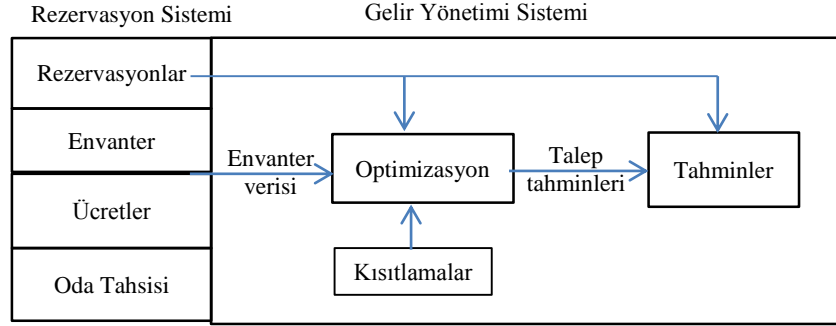 Rezervasyon Sistemi
Gelir Yönetimi Sistemi
Rezervasyonlar
Envanter
Ücretler
Oda Tahsisi
Envanter
verisi
Optimizasyon
Talep
tahminleri
Tahminler
Kısıtlamalar